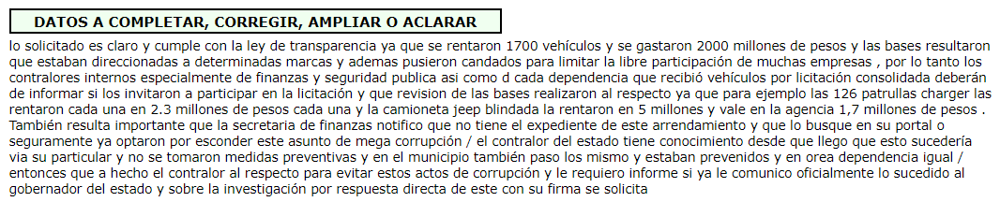 DATOS A COMPLETAR, CORREGIR, AMPLIAR O ACLARAR
lo solicitado es claro y cumple con la ley de transparencia ya que se rentaron 1700 vehículos y se gastaron 2000 millones de pesos y las bases resultaron
que estaban direccionadas a determinadas marcas y ademas pusieron candados para limitar la libre participación de muchas empresas , por lo tanto los
contralores internos especialmente de finanzas y seguridad publica asi como d cada dependencia que recibió vehículos por licitación consolidada deberán
de informar si los invitaron a participar en la licitación y que revision de las bases realizaron al respecto ya que para ejemplo las 126 patrullas charger las
rentaron cada una en 2.3 millones de pesos cada una y la camioneta jeep blindada la rentaron en 5 millones y vale en la agencia 1,7 millones de pesos .
También resulta importante que la secretaria de finanzas notifico que no tiene el expediente de este arrendamiento y que lo busque en su portal o
seguramente ya optaron por esconder este asunto de mega corrupción / el contralor del estado tiene conocimiento desde que llego que esto sucedería
via su particular y no se tomaron medidas preventivas y en el municipio también paso los mismo y estaban prevenidos y en orea dependencia igual /
entonces que a hecho el contralor al respecto para evitar estos actos de corrupción y le requiero informe si ya le comunico oficialmente lo sucedido al
gobernador del estado y sobre la investigación por respuesta directa de este con su firma se solicita